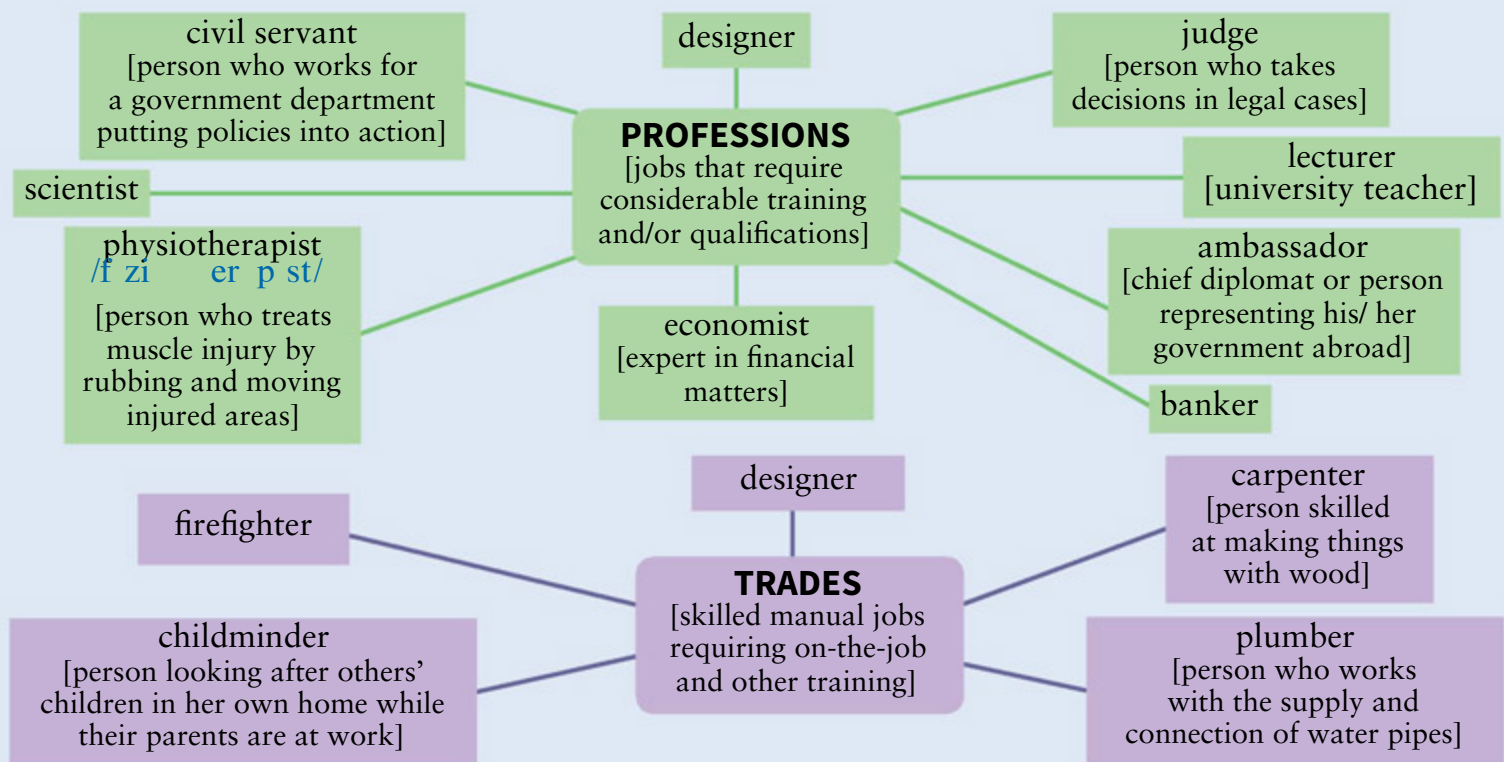 civil servant
[person who works for
a government department
putting policies into action]
designer
judge
[person who takes
decisions in legal cases]
PROFESSIONS
[jobs that require
considerable training
and/or qualifications]
scientist
lecturer
[university teacher]
physiotherapist
/f zi er p st/
[person who treats
muscle injury by
rubbing and moving
injured areas]
economist
[expert in financial
matters]
ambassador
[chief diplomat or person
representing his/ her
government abroad]
banker
firefighter
designer
carpenter
[person skilled
at making things
with wood]
TRADES
[skilled manual jobs
requiring on-the-job
and other training]
childminder
[person looking after others’
children in her own home while
their parents are at work]
plumber
[person who works
with the supply and
connection of water pipes]